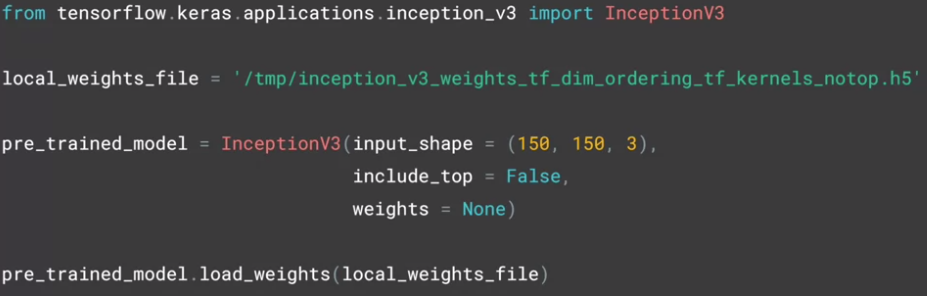 from tensorflow.keras.applications.inception_v3 import InceptionV3
local_weights_file = '/tmp/inception_v3_weights_tf_dim_ordering_tf_kernels_notop.h5'
pre_trained_model = InceptionV3(input_shape = (150, 150, 3),
include_top = False,
weights = None)
pre_trained_model.load_weights(local_weights_file)